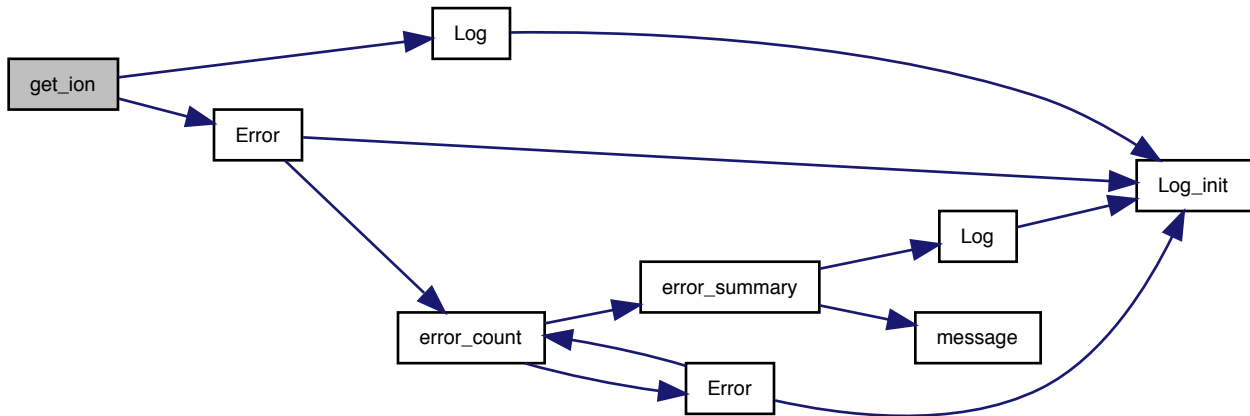 Log
get_ion
Error
Log_init
Log
error_summary
error_count
message
Error